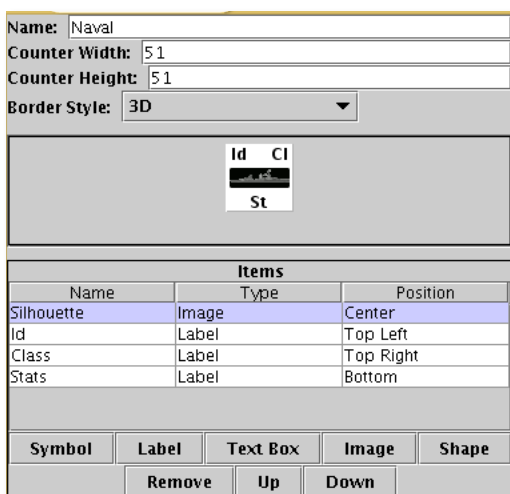 Name: Naval
Counter Width: 51
Counter Height: 51
Border Style: 3D
Id Cl
St
Items
Name Type Position
Silhouette Image Center
Id Label Top Left
Class Label Top Right
Stats Label Bottom
Symbol Label Text Box Image Shape
Remove Up Down